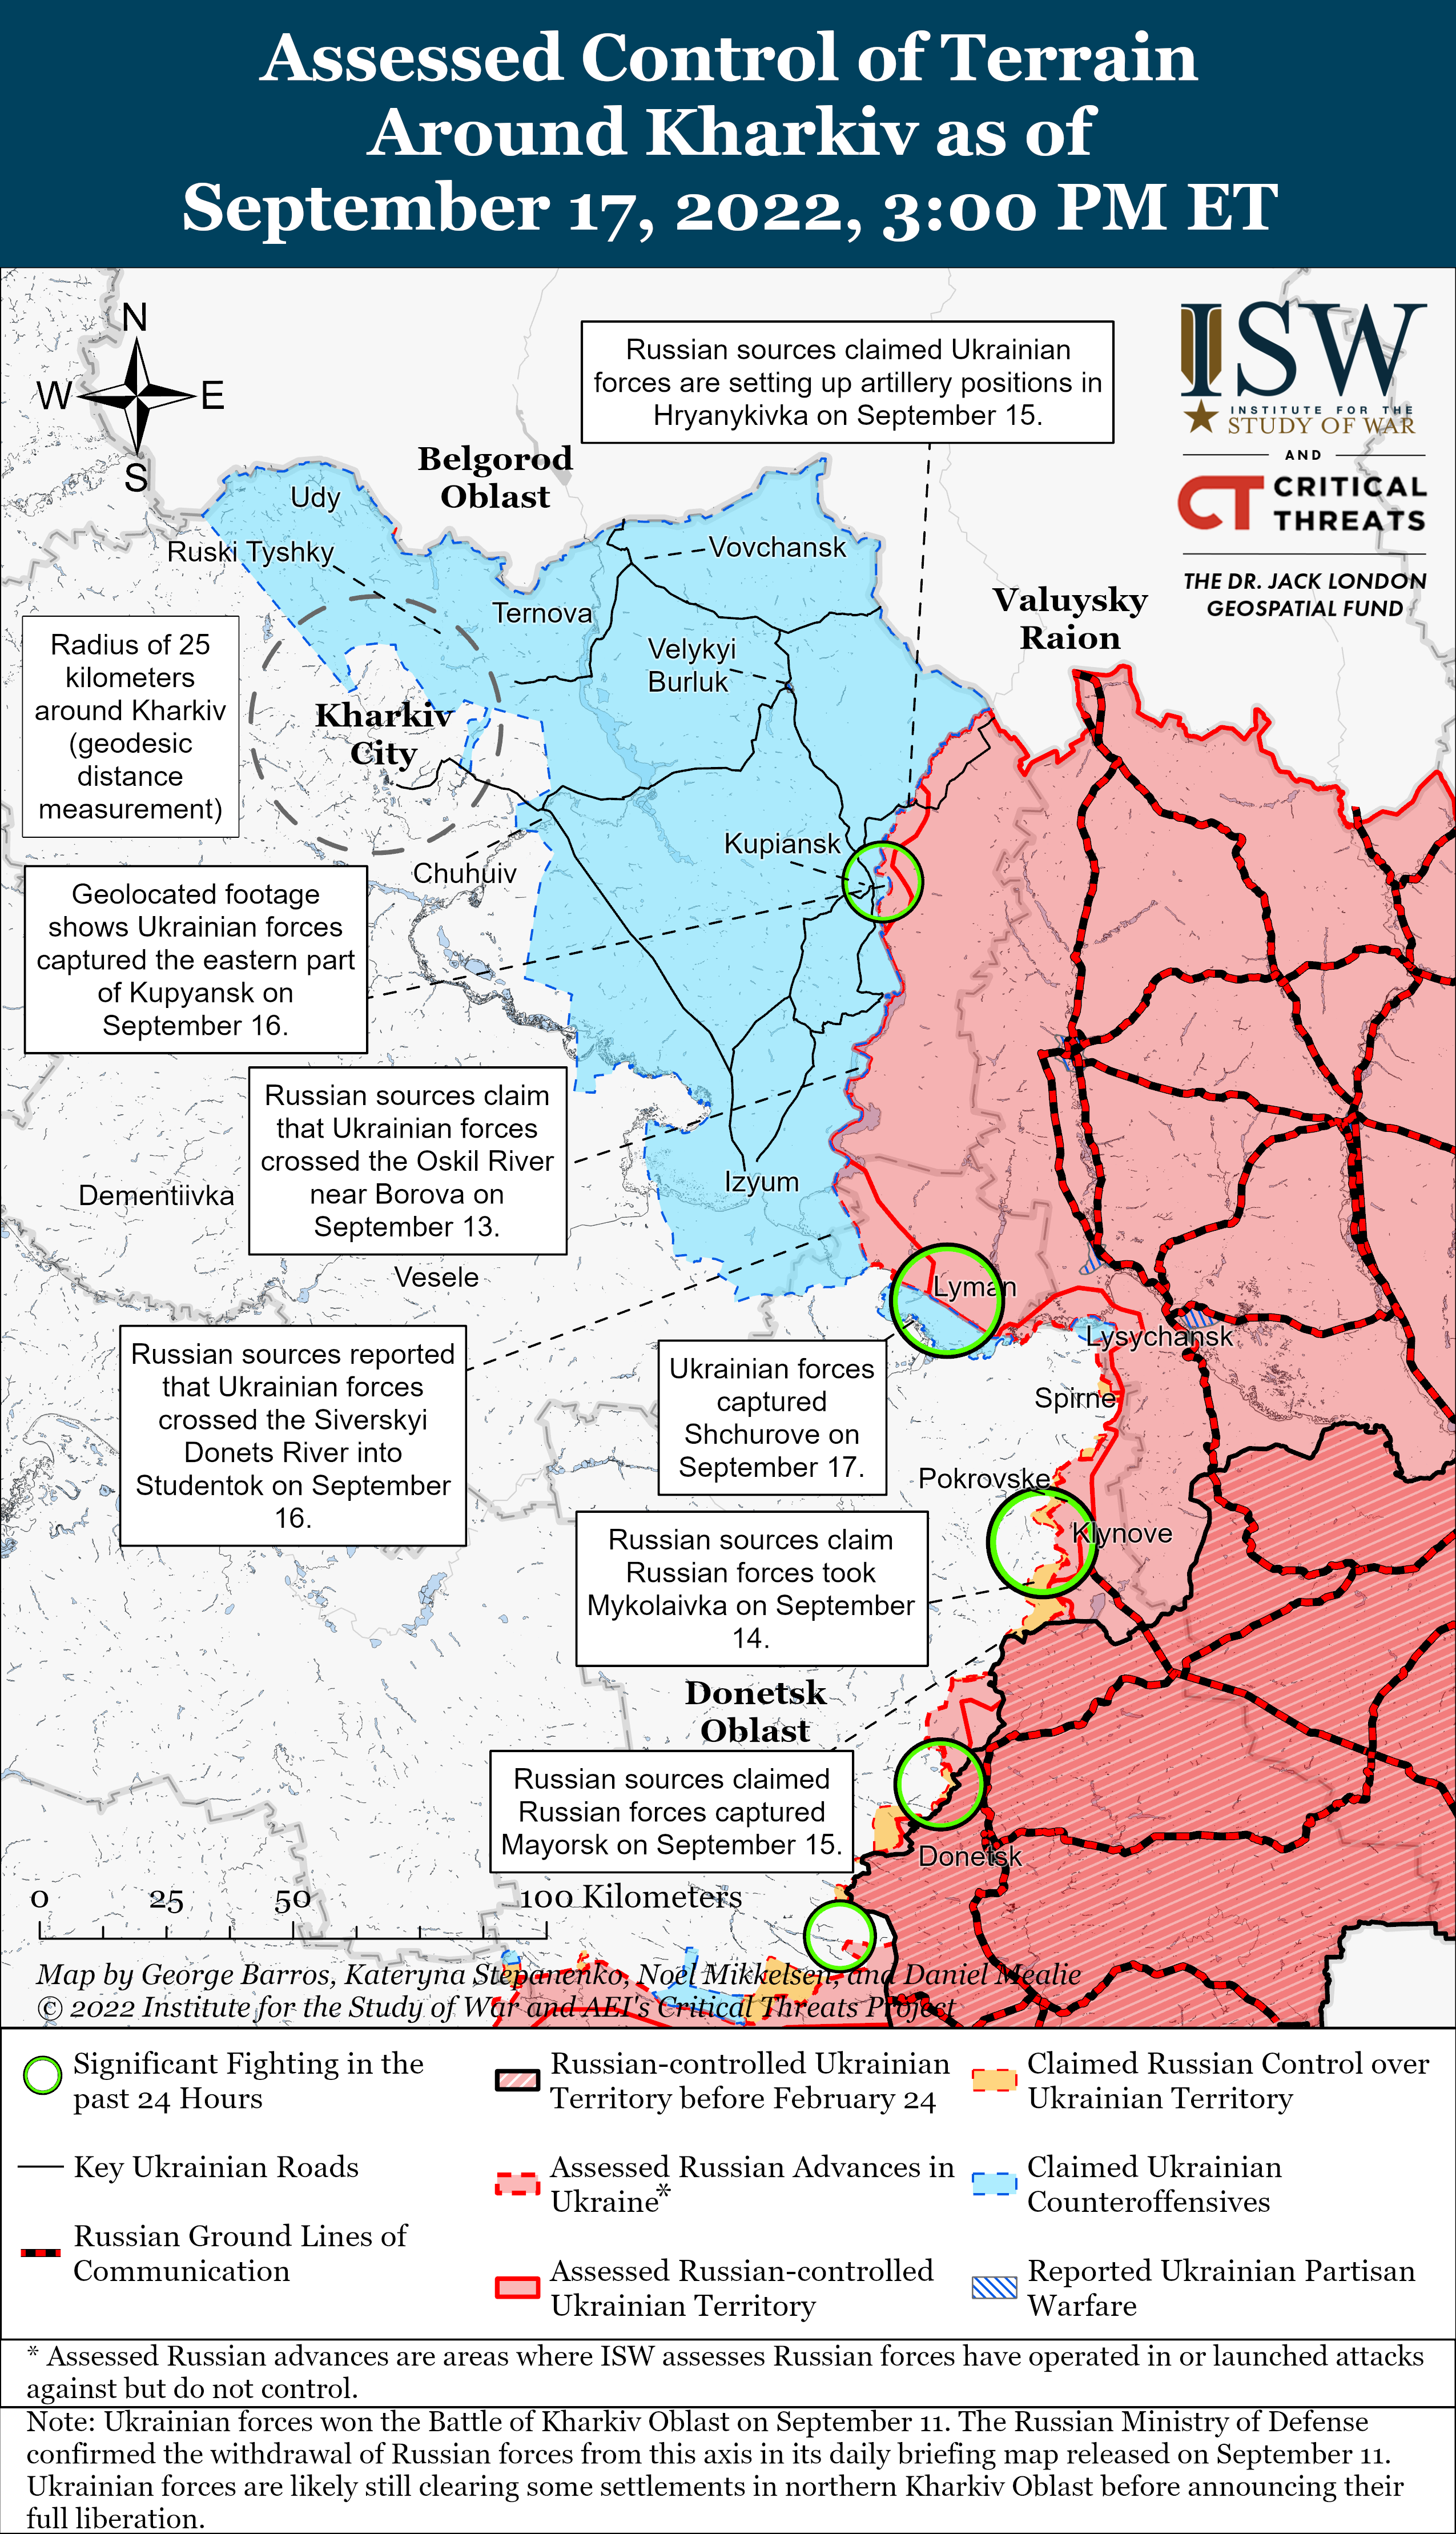 Assessed Control of Terrain
Around Kharkiv as of
September 17, 2022, 3:00 PM ET
N
W
E
S
Russian sources claimed Ukrainian
forces are setting up artillery positions in
Hryanykivka on September 15.
ISW
INSTITUTE FOR THE
STUDY OF WAR
AND
CT CRITICAL
THREATS
THE DR. JACK LONDON
GEOSPATIAL FUND
Belgorod
Oblast
Udy
Ruski Tyshky
Vovchansk
Ternova
Valuysky
Raion
Velykyi
Burluk
Radius of 25
kilometers
around Kharkiv
(geodesic
distance
measurement)
Kharkiv
City
Kupiansk
Chuhuiv
Geolocated footage
shows Ukrainian forces
captured the eastern part
of Kupyansk on
September 16.
Russian sources claim
that Ukrainian forces
crossed the Oskil River
near Borova on
September 13.
Izyum
Dementiivka
Vesele
Lyman
Russian sources reported
that Ukrainian forces
crossed the Siverskyi
Donets River into
Studentok on September
16.
Lysychansk
Ukrainian forces
captured
Shchurove on
September 17.
Spirne
Pokrovske
Klynove
Russian sources claim
Russian forces took
Mykolaivka on September
14.
Donetsk
Oblast
Russian sources claimed
Russian forces captured
Mayorsk on September 15.
Donetsk
0 25 50 100 Kilometers
Map by George Barros, Kateryna Stepanenko, Noel Mikkelsen, and Daniel Mealie
© 2022 Institute for the Study of War and AEI's Critical Threats Project
Significant Fighting in the
past 24 Hours
Key Ukrainian Roads
Russian Ground Lines of
Communication
Russian-controlled Ukrainian
Territory before February 24
Assessed Russian Advances in
Ukraine*
Assessed Russian-controlled
Ukrainian Territory
Claimed Russian Control over
Ukrainian Territory
Claimed Ukrainian
Counteroffensives
Reported Ukrainian Partisan
Warfare
* Assessed Russian advances are areas where ISW assesses Russian forces have operated in or launched attacks
against but do not control.
Note: Ukrainian forces won the Battle of Kharkiv Oblast on September 11. The Russian Ministry of Defense
confirmed the withdrawal of Russian forces from this axis in its daily briefing map released on September 11.
Ukrainian forces are likely still clearing some settlements in northern Kharkiv Oblast before announcing their
full liberation.